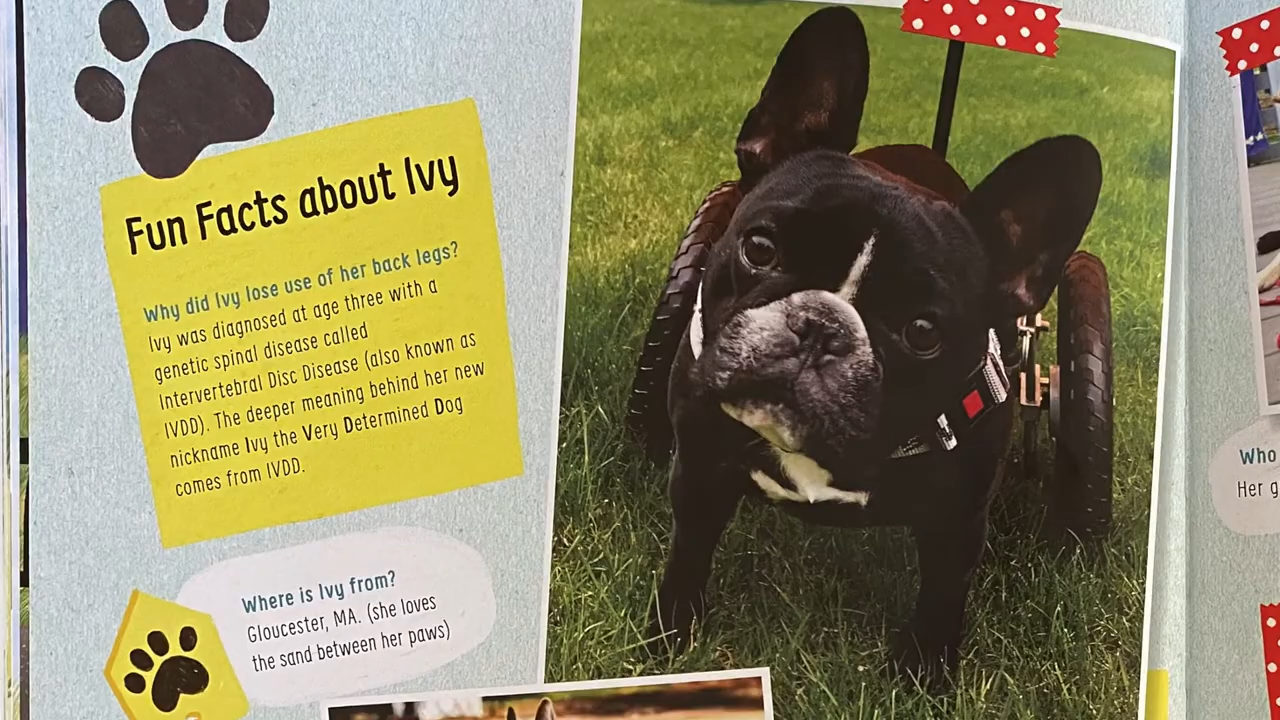 Fun Facts about Ivy
Why did Ivy lose use of her back legs?
Ivy was diagnosed at age three with a
genetic spinal disease called
Intervertebral Disc Disease (also known as
IVDD). The deeper meaning behind her new
nickname Ivy the Very Determined Dog
comes from IVDD.
Where is Ivy from?
Gloucester, MA. (she loves
the sand between her paws)
Who
Her g